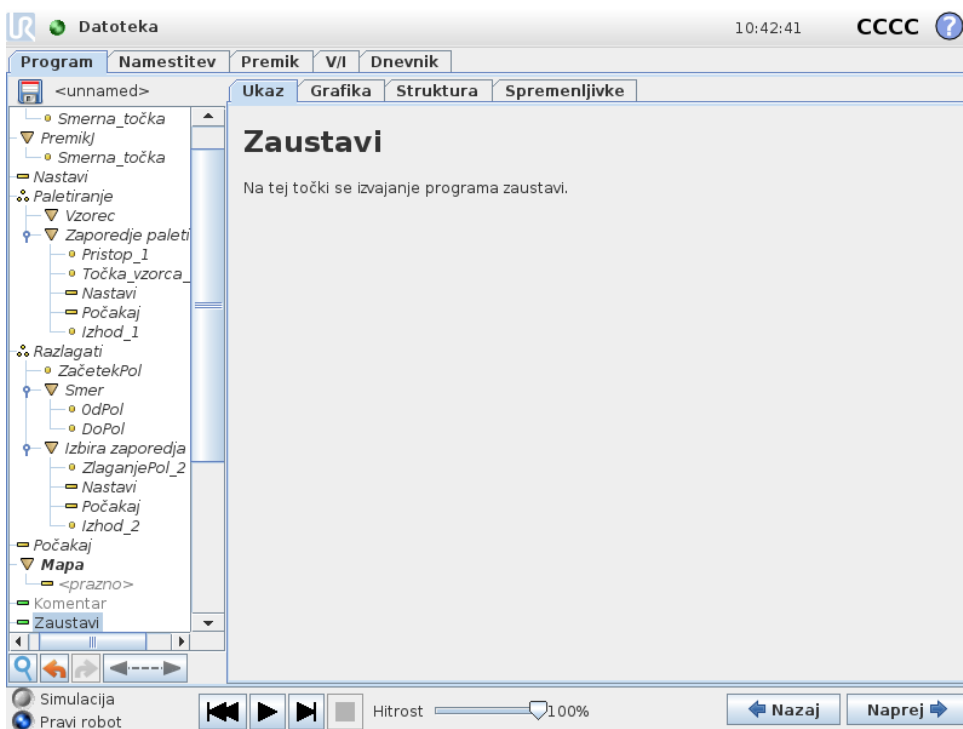 UR Datoteka 10:42:41 CCCC ?
Program Namestitev Premik V/I Dnevnik
<unnamed>
Ukaz Grafika Struktura Spremenljivke
Smerna_točka
PremikJ
Smerna_točka
Nastavi
Paletiranje
Vzorec
Zaporedje paleti
Pristop_1
Točka_vzorca_
Nastavi
Počakaj
Izhod_1
Razlagati
ZačetekPol
Smer
0dPol
DoPol
Izbira zaporedja
ZlaganjePol_2
Nastavi
Počakaj
Izhod_2
Počakaj
Mapa
<prazno>
Komentar
Zaustavi
Zaustavi
Na tej točki se izvajanje programa zaustavi.
Simulacija
Pravi robot
Hitrost 100%
Nazaj Naprej